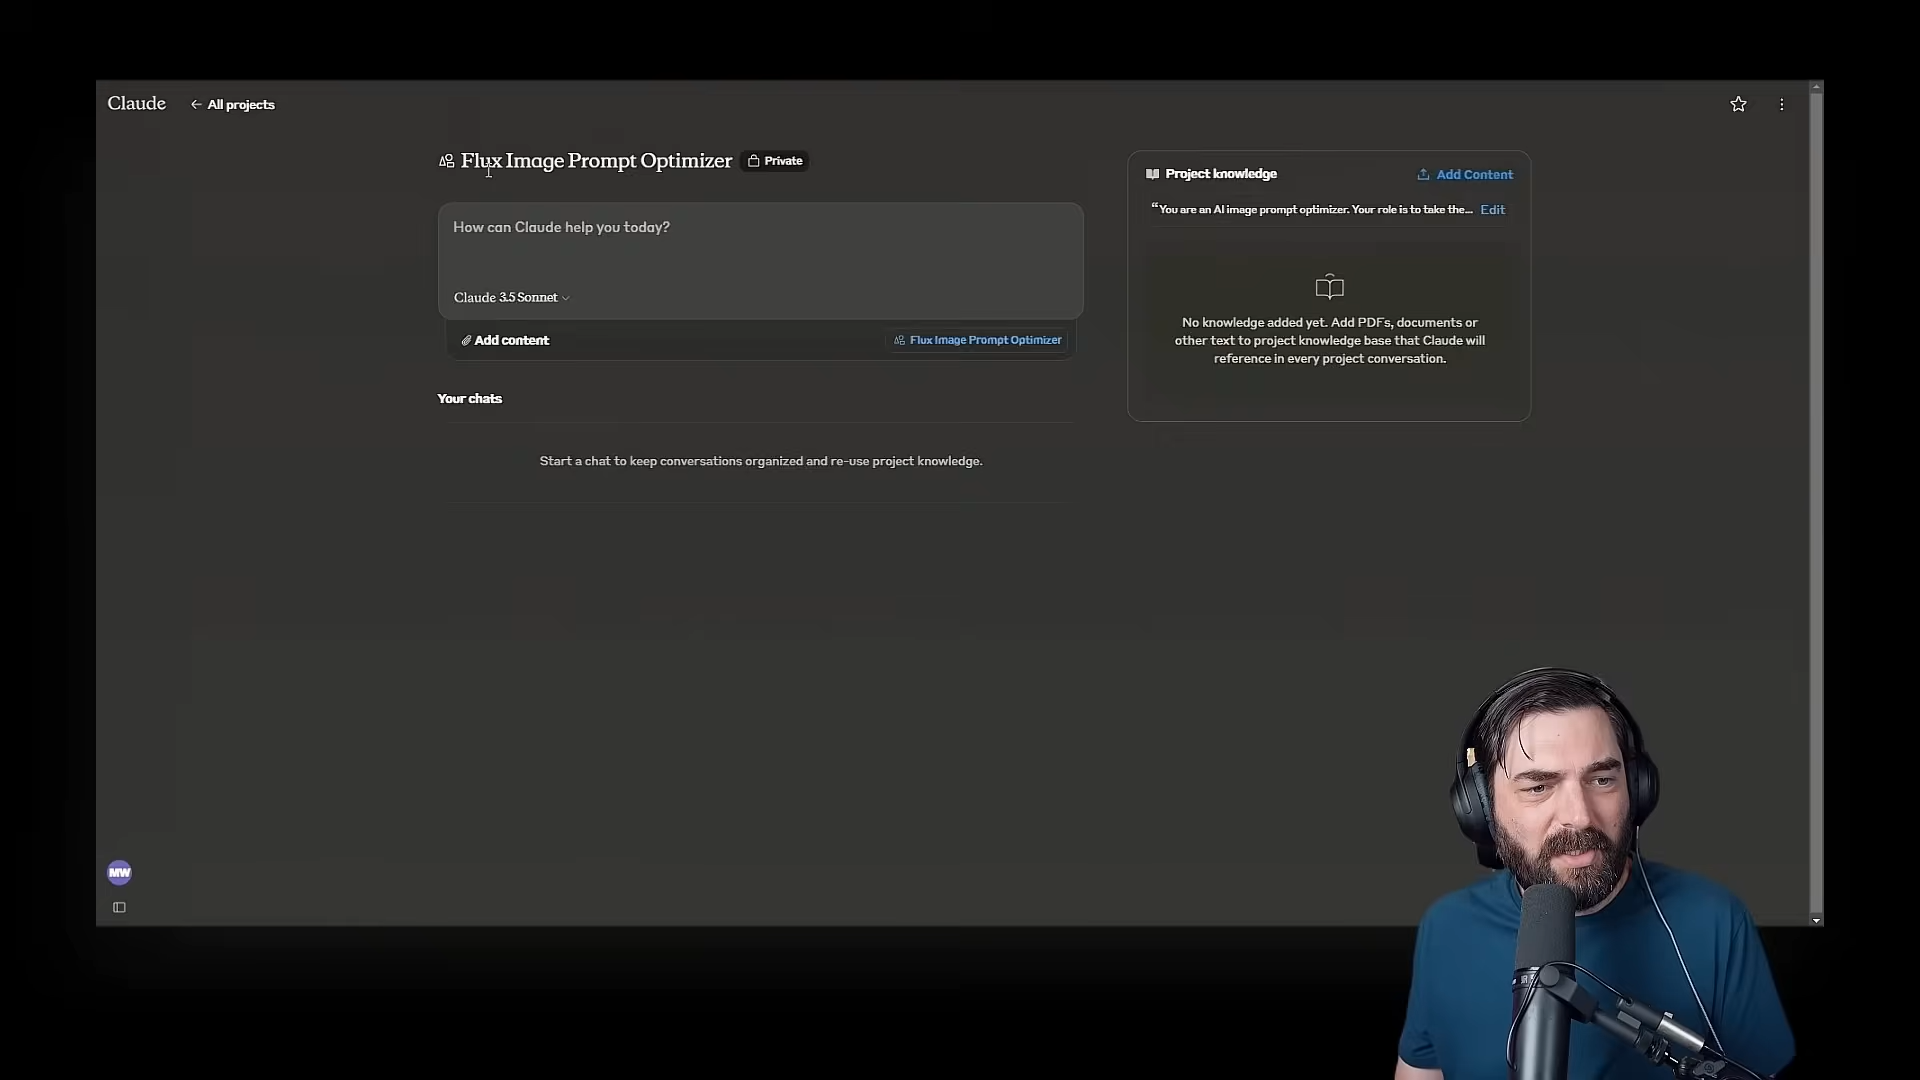 Claude
← All projects
Flux Image Prompt Optimizer
Private
How can Claude help you today?
Claude 3.5 Sonnet
Add content
Flux Image Prompt Optimizer
Your chats
Start a chat to keep conversations organized and re-use project knowledge.
Project knowledge
Add Content
“You are an AI image prompt optimizer. Your role is to take the...
Edit
No knowledge added yet. Add PDFs, documents or
other text to project knowledge base that Claude will
reference in every project conversation.
MW